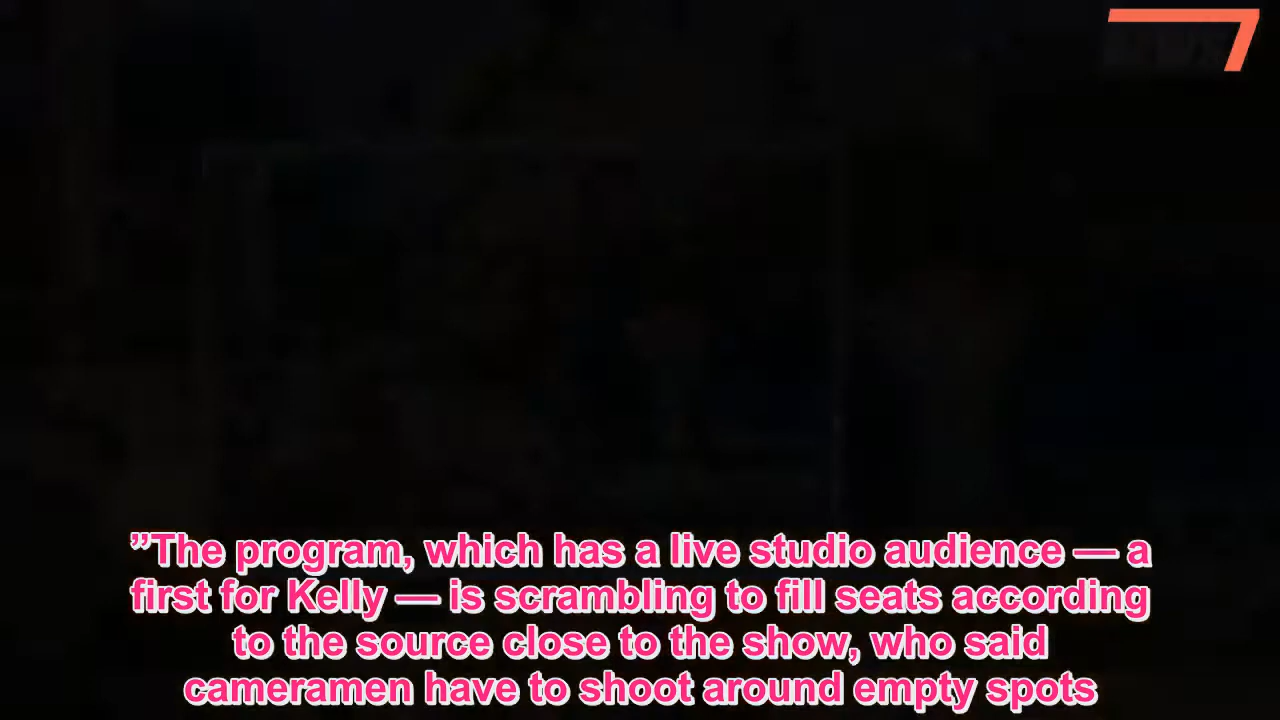 7
”The program, which has a live studio audience — a
first for Kelly — is scrambling to fill seats according
to the source close to the show, who said
cameramen have to shoot around empty spots